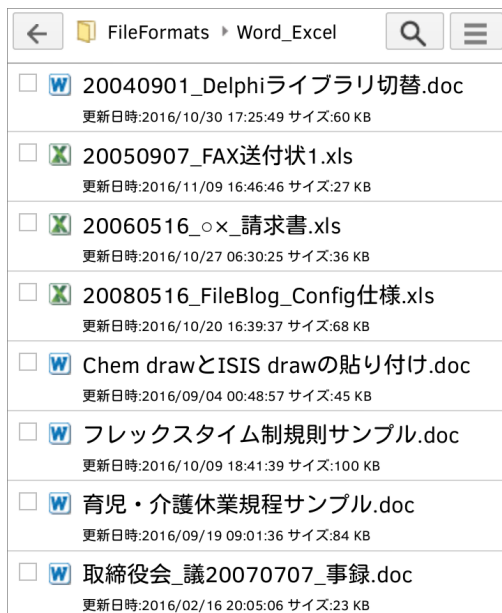 FileFormats ▸ Word_Excel
20040901_Delphiライブラリ切替.doc
更新日時:2016/10/30 17:25:49 サイズ:60 KB
20050907_FAX送付状1.xls
更新日時:2016/11/09 16:46:46 サイズ:27 KB
20060516_○×_請求書.xls
更新日時:2016/10/27 06:30:25 サイズ:36 KB
20080516_FileBlog_Config仕様.xls
更新日時:2016/10/20 16:39:37 サイズ:68 KB
Chem drawとISIS drawの貼り付け.doc
更新日時:2016/09/04 00:48:57 サイズ:45 KB
フレックスタイム制規則サンプル.doc
更新日時:2016/10/09 18:41:39 サイズ:100 KB
育児・介護休業規程サンプル.doc
更新日時:2016/09/19 09:01:36 サイズ:84 KB
取締役会_議20070707_事録.doc
更新日時:2016/02/16 20:05:06 サイズ:23 KB